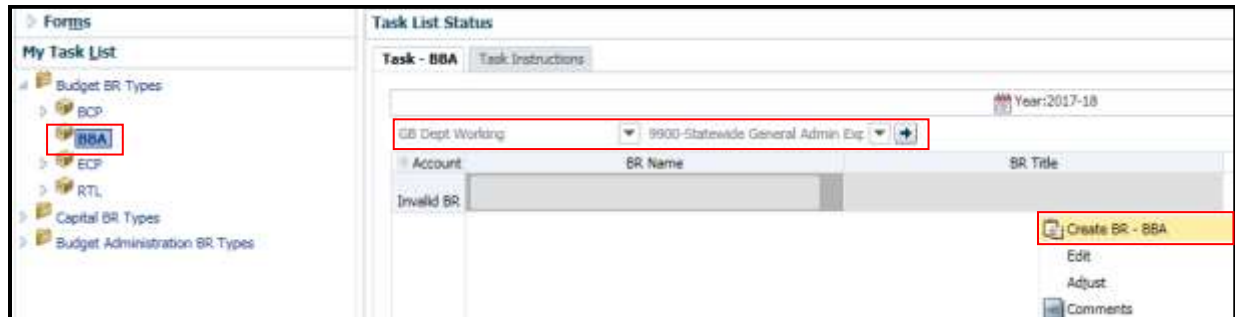 Forms
My Task List
Budget BR Types
BCP
BBA
ECP
RTL
Capital BR Types
Budget Administration BR Types
Task List Status
Task - BBA Task Instructions
Year:2017-18
GB Dept Working 9900-Statewide General Admin Exp
Account BR Name BR Title
Invalid BR
Create BR - BBA
Edit
Adjust
Comments